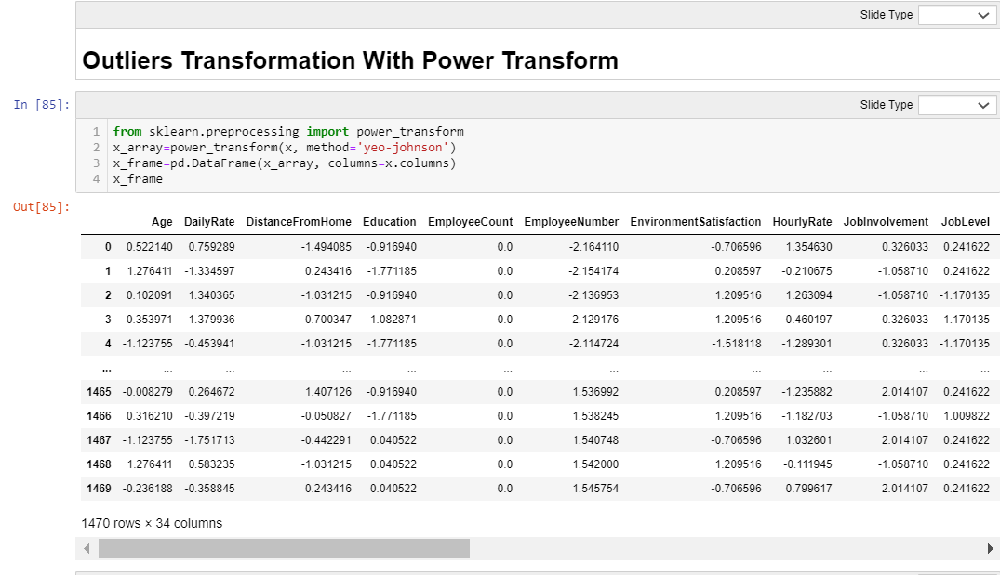 Slide Type
Outliers Transformation With Power Transform
In [85]:
Slide Type
1 from sklearn.preprocessing import power_transform
2 x_array=power_transform(x, method='yeo-johnson')
3 x_frame=pd.DataFrame(x_array, columns=x.columns)
4 x_frame
Out[85]:
Age DailyRate DistanceFromHome Education EmployeeCount EmployeeNumber EnvironmentSatisfaction HourlyRate JobInvolvement JobLevel
0 0.522140 0.759289 -1.494085 -0.916940 0.0 -2.164110 -0.706596 1.354630 0.326033 0.241622
1 1.276411 -1.334597 0.243416 -1.771185 0.0 -2.154174 0.208597 -0.210675 -1.058710 0.241622
2 0.102091 1.340365 -1.031215 -0.916940 0.0 -2.136953 1.209516 1.263094 -1.058710 -1.170135
3 -0.353971 1.379936 -0.700347 1.082871 0.0 -2.129176 1.209516 -0.460197 0.326033 -1.170135
4 -1.123755 -0.453941 -1.031215 -1.771185 0.0 -2.114724 -1.518118 -1.289301 0.326033 -1.170135
... ... ... ... ... ... ... ... ... ... ...
1465 -0.008279 0.264672 1.407126 -0.916940 0.0 1.536992 0.208597 -1.235882 2.014107 0.241622
1466 0.316210 -0.397219 -0.050827 -1.771185 0.0 1.538245 1.209516 -1.182703 -1.058710 1.009822
1467 -1.123755 -1.751713 -0.442291 0.040522 0.0 1.540748 -0.706596 1.032601 2.014107 0.241622
1468 1.276411 0.583235 -1.031215 0.040522 0.0 1.542000 1.209516 -0.111945 -1.058710 0.241622
1469 -0.236188 -0.358845 0.243416 0.040522 0.0 1.545754 -0.706596 0.799617 2.014107 0.241622
1470 rows × 34 columns